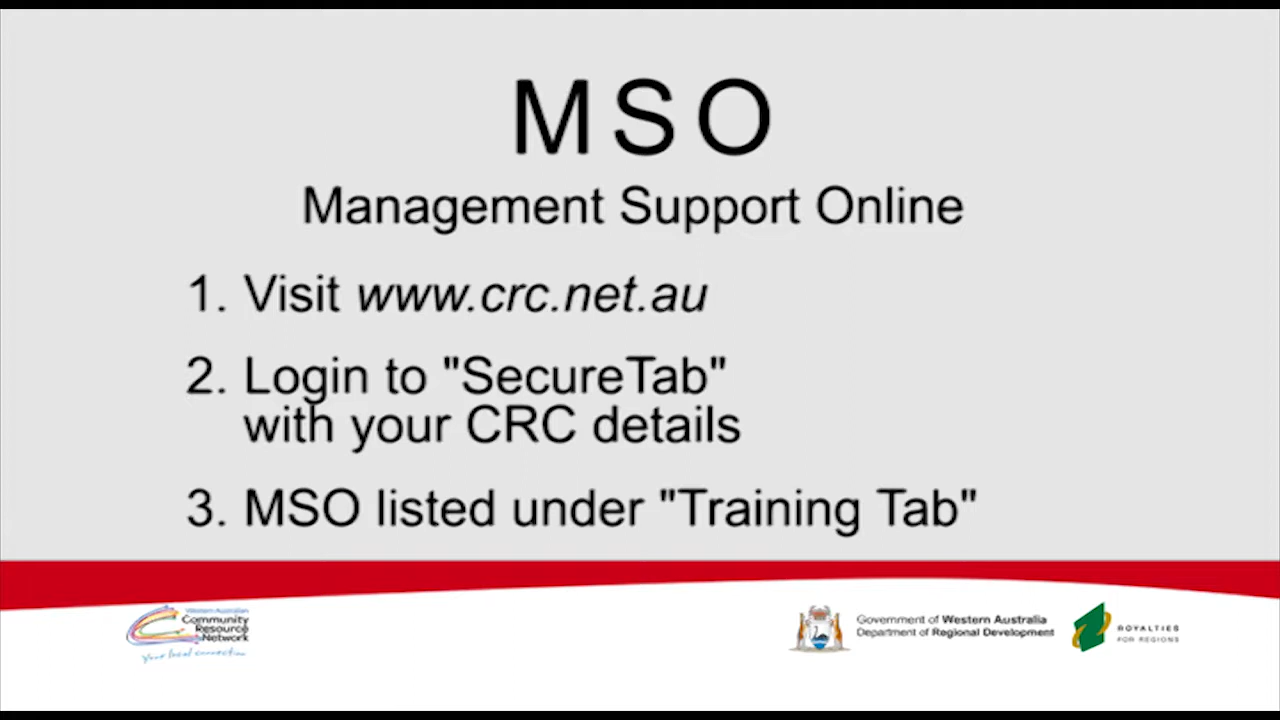 MSO
Management Support Online
1. Visit www.crc.net.au
2. Login to "SecureTab"
with your CRC details
3. MSO listed under "Training Tab"
Western Australian
Community
Resource
Network
your local connection
Government of Western Australia
Department of Regional Development
ROYALTIES
FOR REGIONS